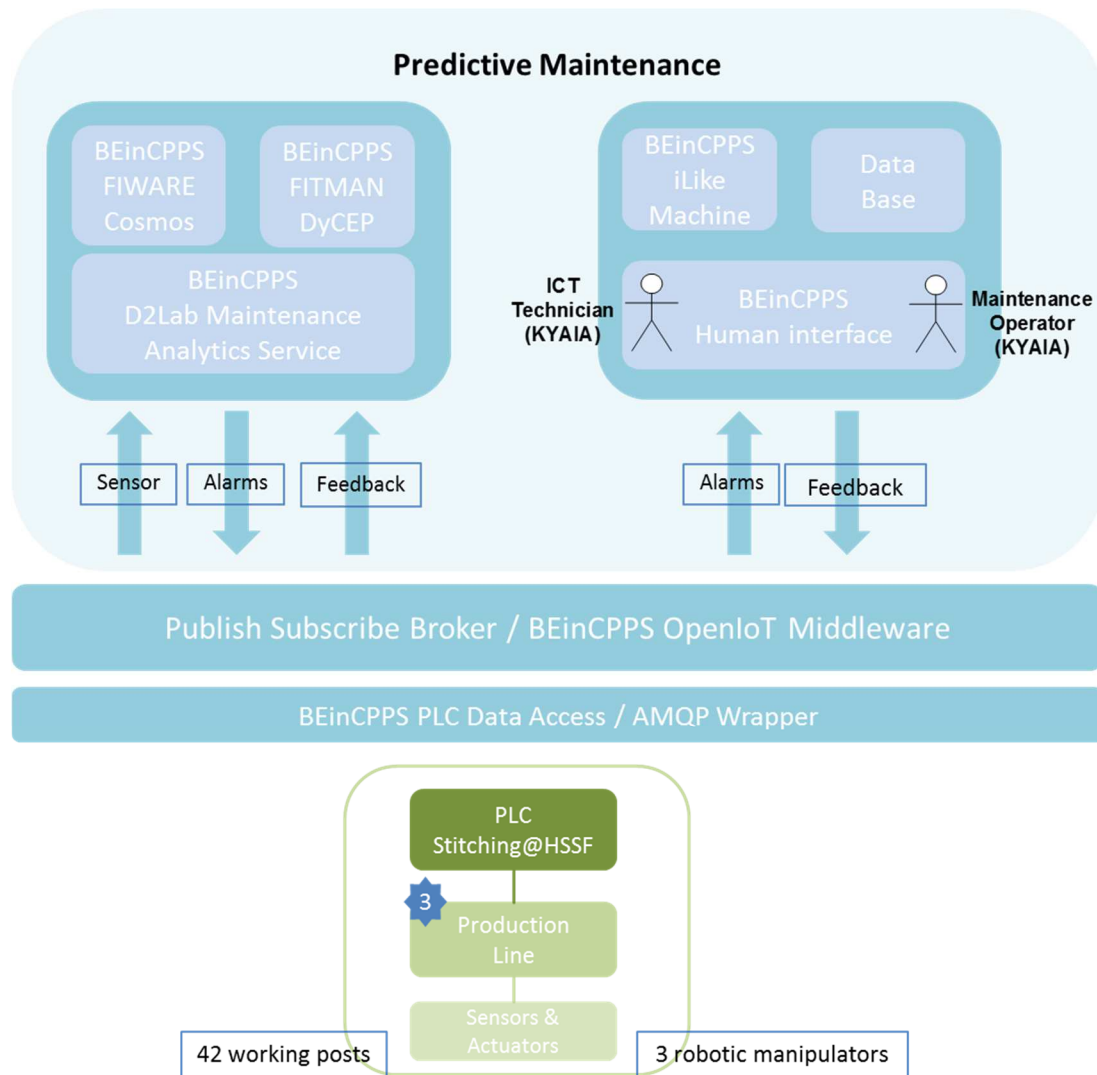 Predictive Maintenance
BEinCPPS
FIWARE
Cosmos
BEinCPPS
FITMAN
DyCEP
BEinCPPS
D2Lab Maintenance
Analytics Service
BEinCPPS
iLike
Machine
Data
Base
ICT
Technician
(KYAIA)
BEinCPPS
Human interface
Maintenance
Operator
(KYAIA)
Sensor
Alarms
Feedback
Alarms
Feedback
Publish Subscribe Broker / BEinCPPS OpenIoT Middleware
BEinCPPS PLC Data Access / AMQP Wrapper
PLC
Stitching@HSSF
3
Production
Line
Sensors &
Actuators
42 working posts
3 robotic manipulators